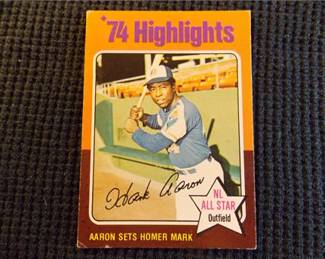 '74 Highlights
Hank Aaron
NL
ALL STAR
Outfield
AARON SETS HOMER MARK